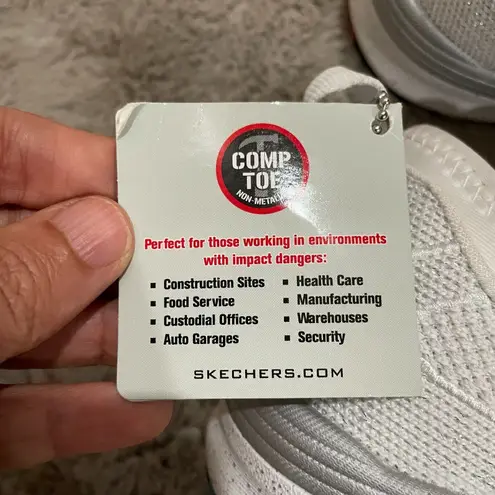 COMP
TOE
NON-METALLIC
Perfect for those working in environments
with impact dangers:
▪ Construction Sites
▪ Food Service
▪ Custodial Offices
▪ Auto Garages
▪ Health Care
▪ Manufacturing
▪ Warehouses
▪ Security
SKECHERS.COM